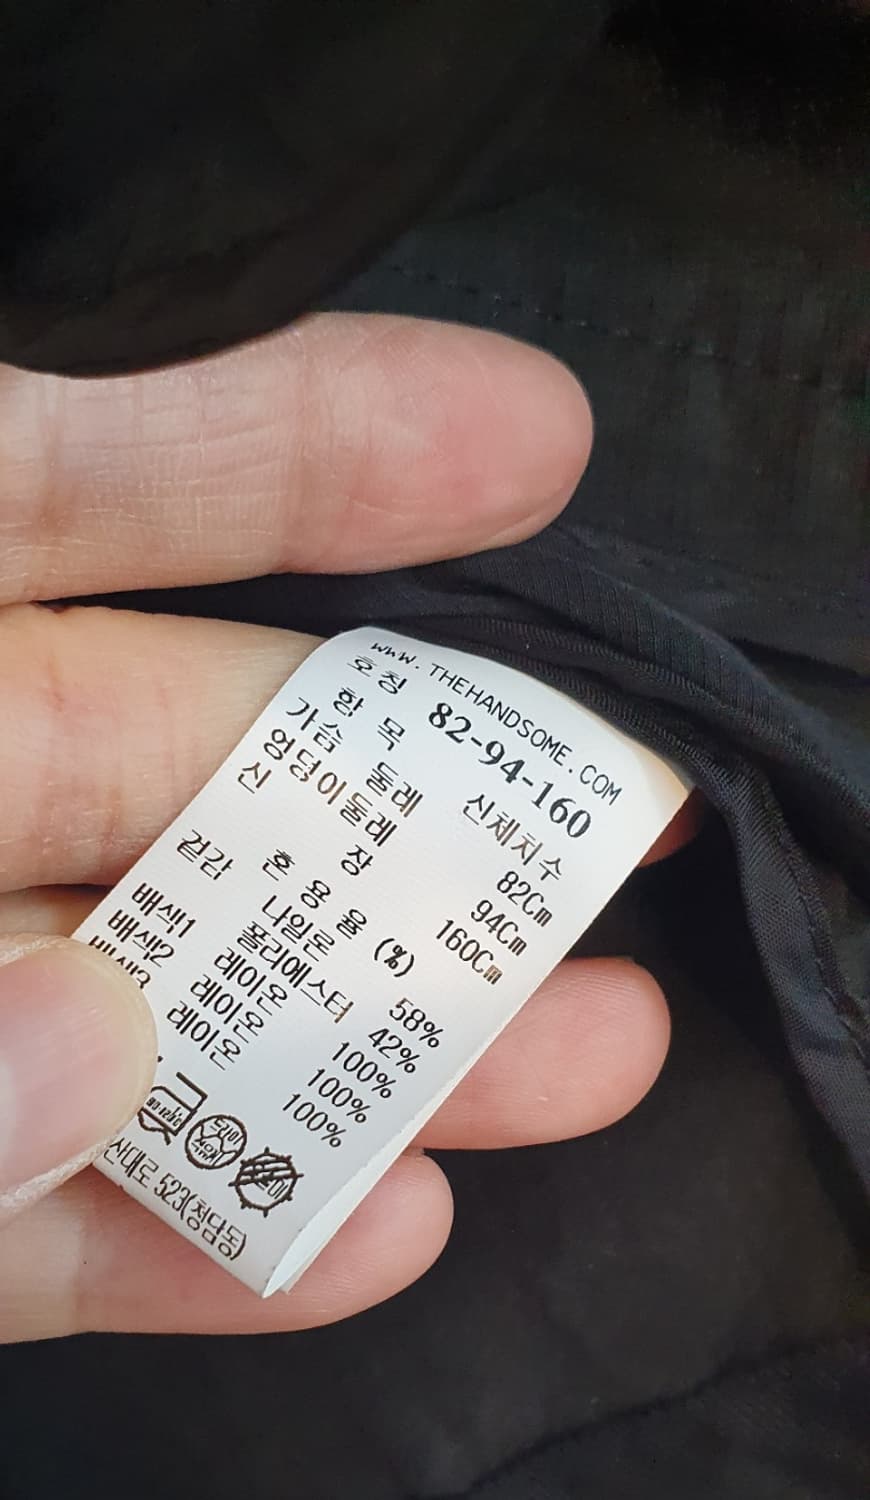 www.THEHANDSOME.COM
호칭 82-94-160
항 목 신체치수
가슴 둘레 82Cm
엉덩이둘레 94Cm
신 장 160Cm
혼 용 율 (%)
겉감 나일론 58%
폴리에스터 42%
배색1 레이온 100%
배색2 레이온 100%
레이온 100%
산대로 523(청담동)